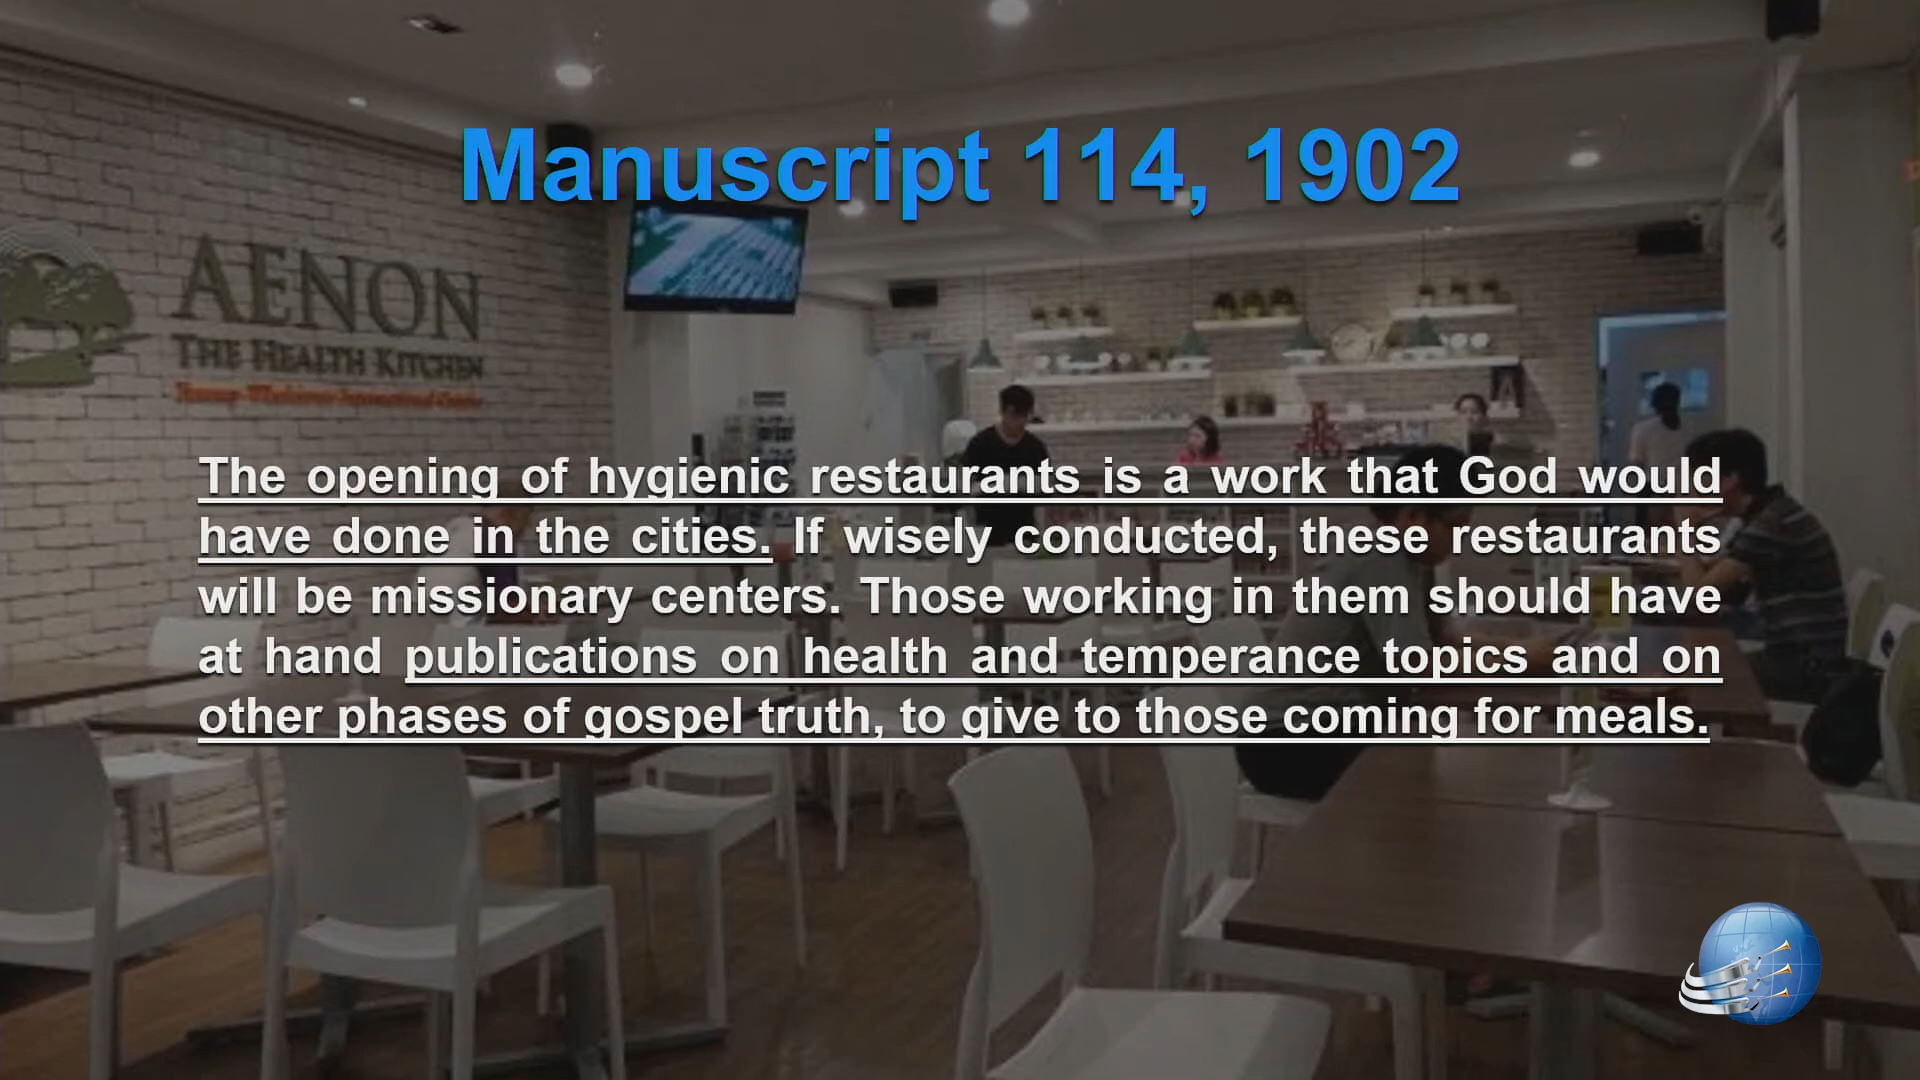 Manuscript 114, 1902
AENON
THE HEALTH KITCHEN
The opening of hygienic restaurants is a work that God would
have done in the cities. If wisely conducted, these restaurants
will be missionary centers. Those working in them should have
at hand publications on health and temperance topics and on
other phases of gospel truth, to give to those coming for meals.